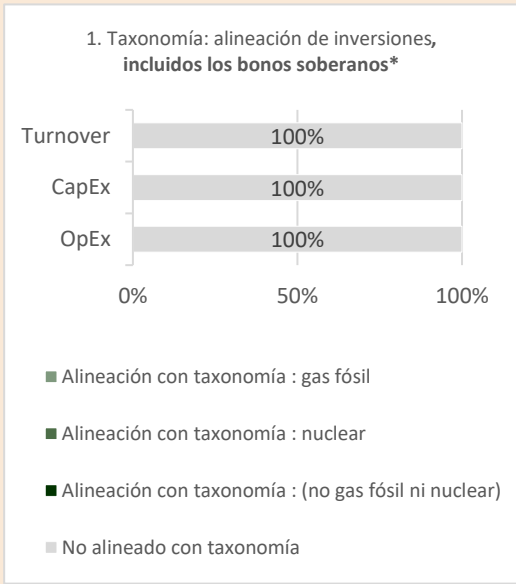 1. Taxonomía: alineación de inversiones,
incluidos los bonos soberanos*
Turnover 100%
CapEx 100%
OpEx 100%
0% 50% 100%
Alineación con taxonomía : gas fósil
Alineación con taxonomía : nuclear
Alineación con taxonomía : (no gas fósil ni nuclear)
No alineado con taxonomía